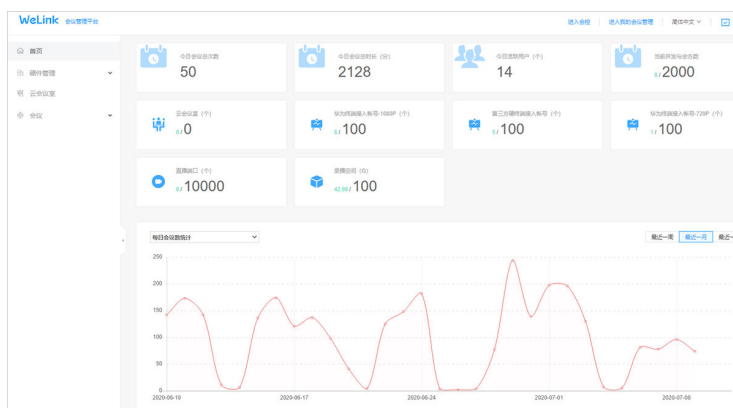 WeLink 会议管理平台
进入会控
进入我的会议管理
简体中文
首页
硬件管理
云会议室
会议
今日会议总次数
50
今日会议总时长 (分)
2128
今日活跃用户 (个)
14
当前并发与会方数
0 / 2000
云会议室 (个)
0 / 0
华为终端接入帐号-1080P (个)
0 / 100
第三方硬终端接入帐号 (个)
5 / 100
华为终端接入帐号-720P (个)
1 / 100
直播端口 (个)
0 / 10000
录播空间 (G)
42.99 / 100
每日会议数统计
最近一周
最近一月
最近一
250
200
150
100
50
0
2020-06-10
2020-06-17
2020-06-24
2020-07-01
2020-07-08